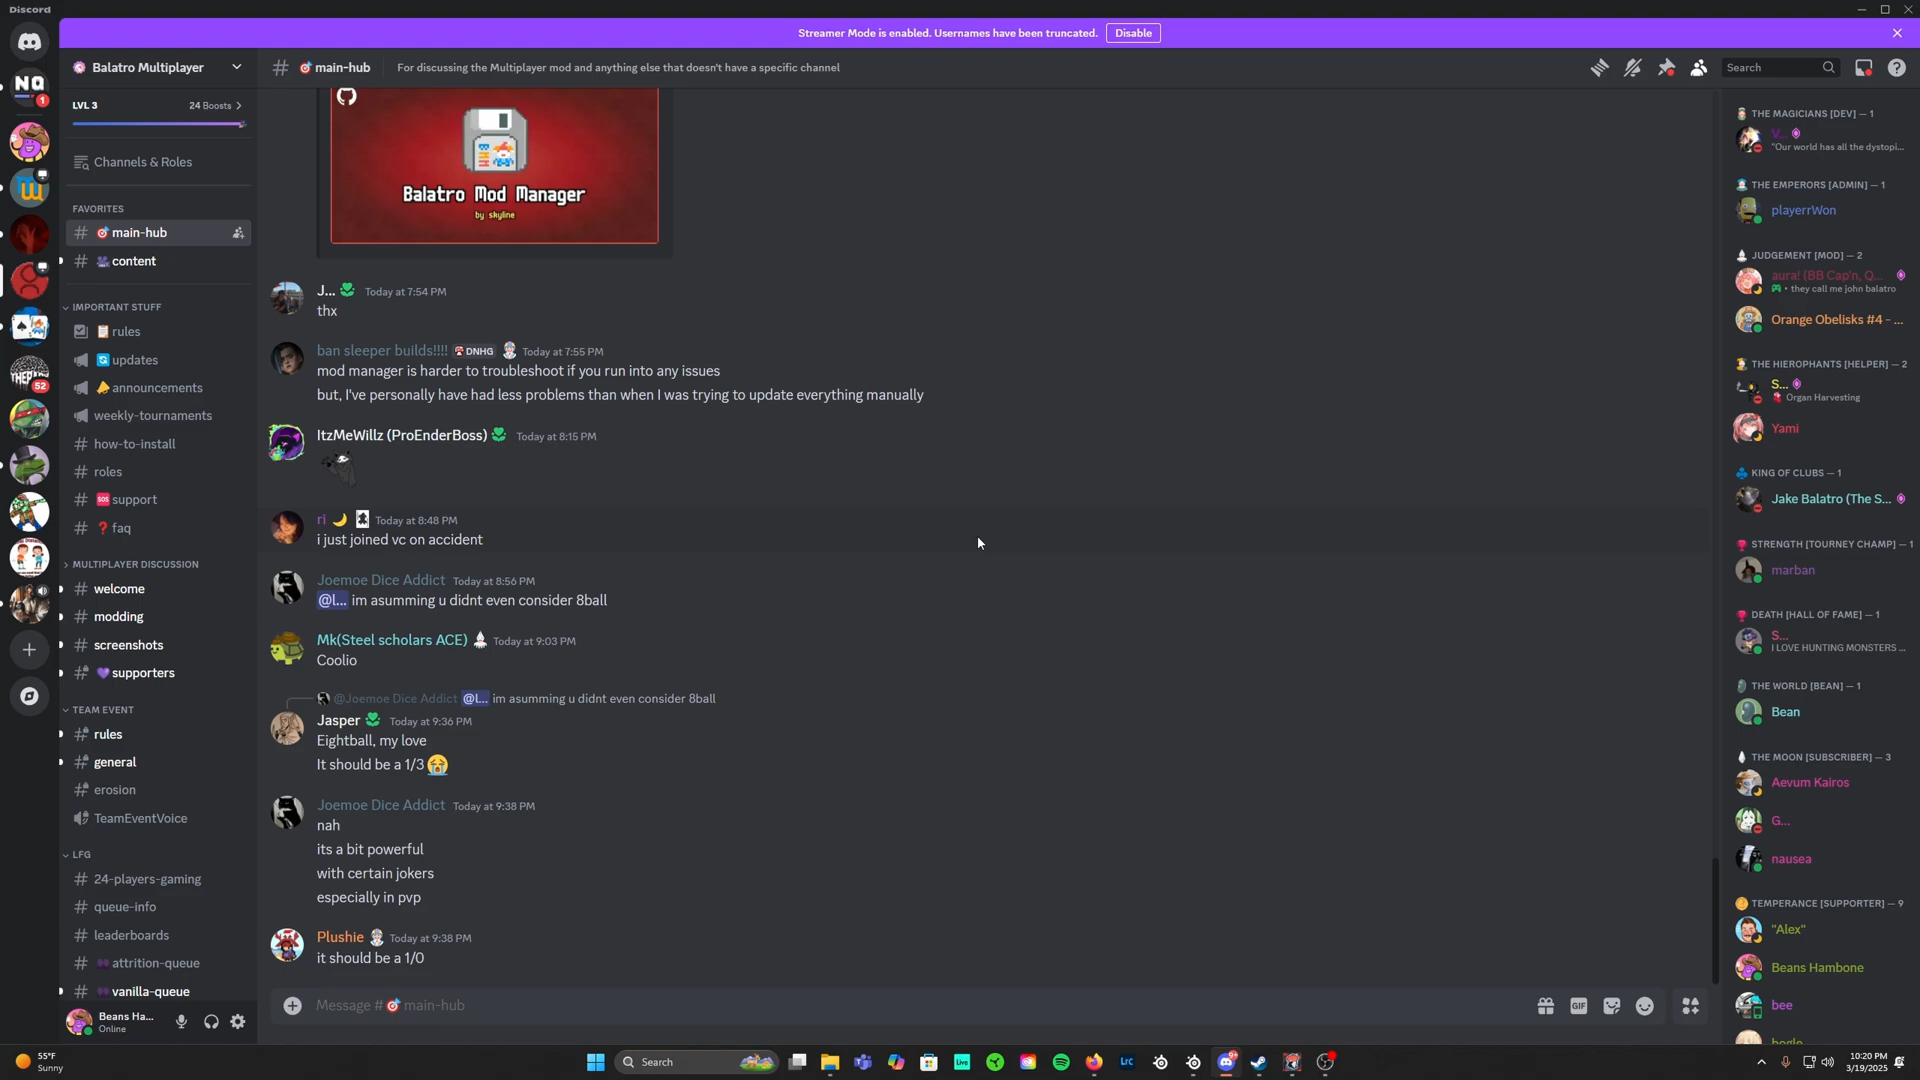 Discord
Streamer Mode is enabled. Usernames have been truncated. Disable
Balatro Multiplayer
main-hub
For discussing the Multiplayer mod and anything else that doesn't have a specific channel
Search
NQ
1
52
LVL 3
24 Boosts
Channels & Roles
FAVORITES
main-hub
content
IMPORTANT STUFF
rules
updates
announcements
weekly-tournaments
how-to-install
roles
support
faq
MULTIPLAYER DISCUSSION
welcome
modding
screenshots
supporters
TEAM EVENT
rules
general
erosion
TeamEventVoice
LFG
24-players-gaming
queue-info
leaderboards
attrition-queue
vanilla-queue
Beans Ha...
Online
Balatro Mod Manager
by skyline
J... Today at 7:54 PM
thx
ban sleeper builds!!!! DNHG Today at 7:55 PM
mod manager is harder to troubleshoot if you run into any issues
but, I've personally have had less problems than when I was trying to update everything manually
ItzMeWillz (ProEnderBoss) Today at 8:15 PM
ri Today at 8:48 PM
i just joined vc on accident
Joemoe Dice Addict Today at 8:56 PM
@l... im asumming u didnt even consider 8ball
Mk(Steel scholars ACE) Today at 9:03 PM
Coolio
@Joemoe Dice Addict @l... im asumming u didnt even consider 8ball
Jasper Today at 9:36 PM
Eightball, my love
It should be a 1/3
Joemoe Dice Addict Today at 9:38 PM
nah
its a bit powerful
with certain jokers
especially in pvp
Plushie Today at 9:38 PM
it should be a 1/0
Message # main-hub
GIF
THE MAGICIANS [DEV] — 1
V...
"Our world has all the dystopi...
THE EMPERORS [ADMIN] — 1
playerrWon
JUDGEMENT [MOD] — 2
aura! (BB Cap'n, Q...
• they call me john balatro
Orange Obelisks #4 - ...
THE HIEROPHANTS [HELPER] — 2
S...
Organ Harvesting
Yami
KING OF CLUBS — 1
Jake Balatro (The S...
STRENGTH [TOURNEY CHAMP] — 1
marban
DEATH [HALL OF FAME] — 1
S...
I LOVE HUNTING MONSTERS ...
THE WORLD [BEAN] — 1
Bean
THE MOON [SUBSCRIBER] — 3
Aevum Kairos
G...
nausea
TEMPERANCE [SUPPORTER] — 9
"Alex"
Beans Hambone
bee
55°F
Sunny
Search
Live
Lrc
10:20 PM
3/19/2025